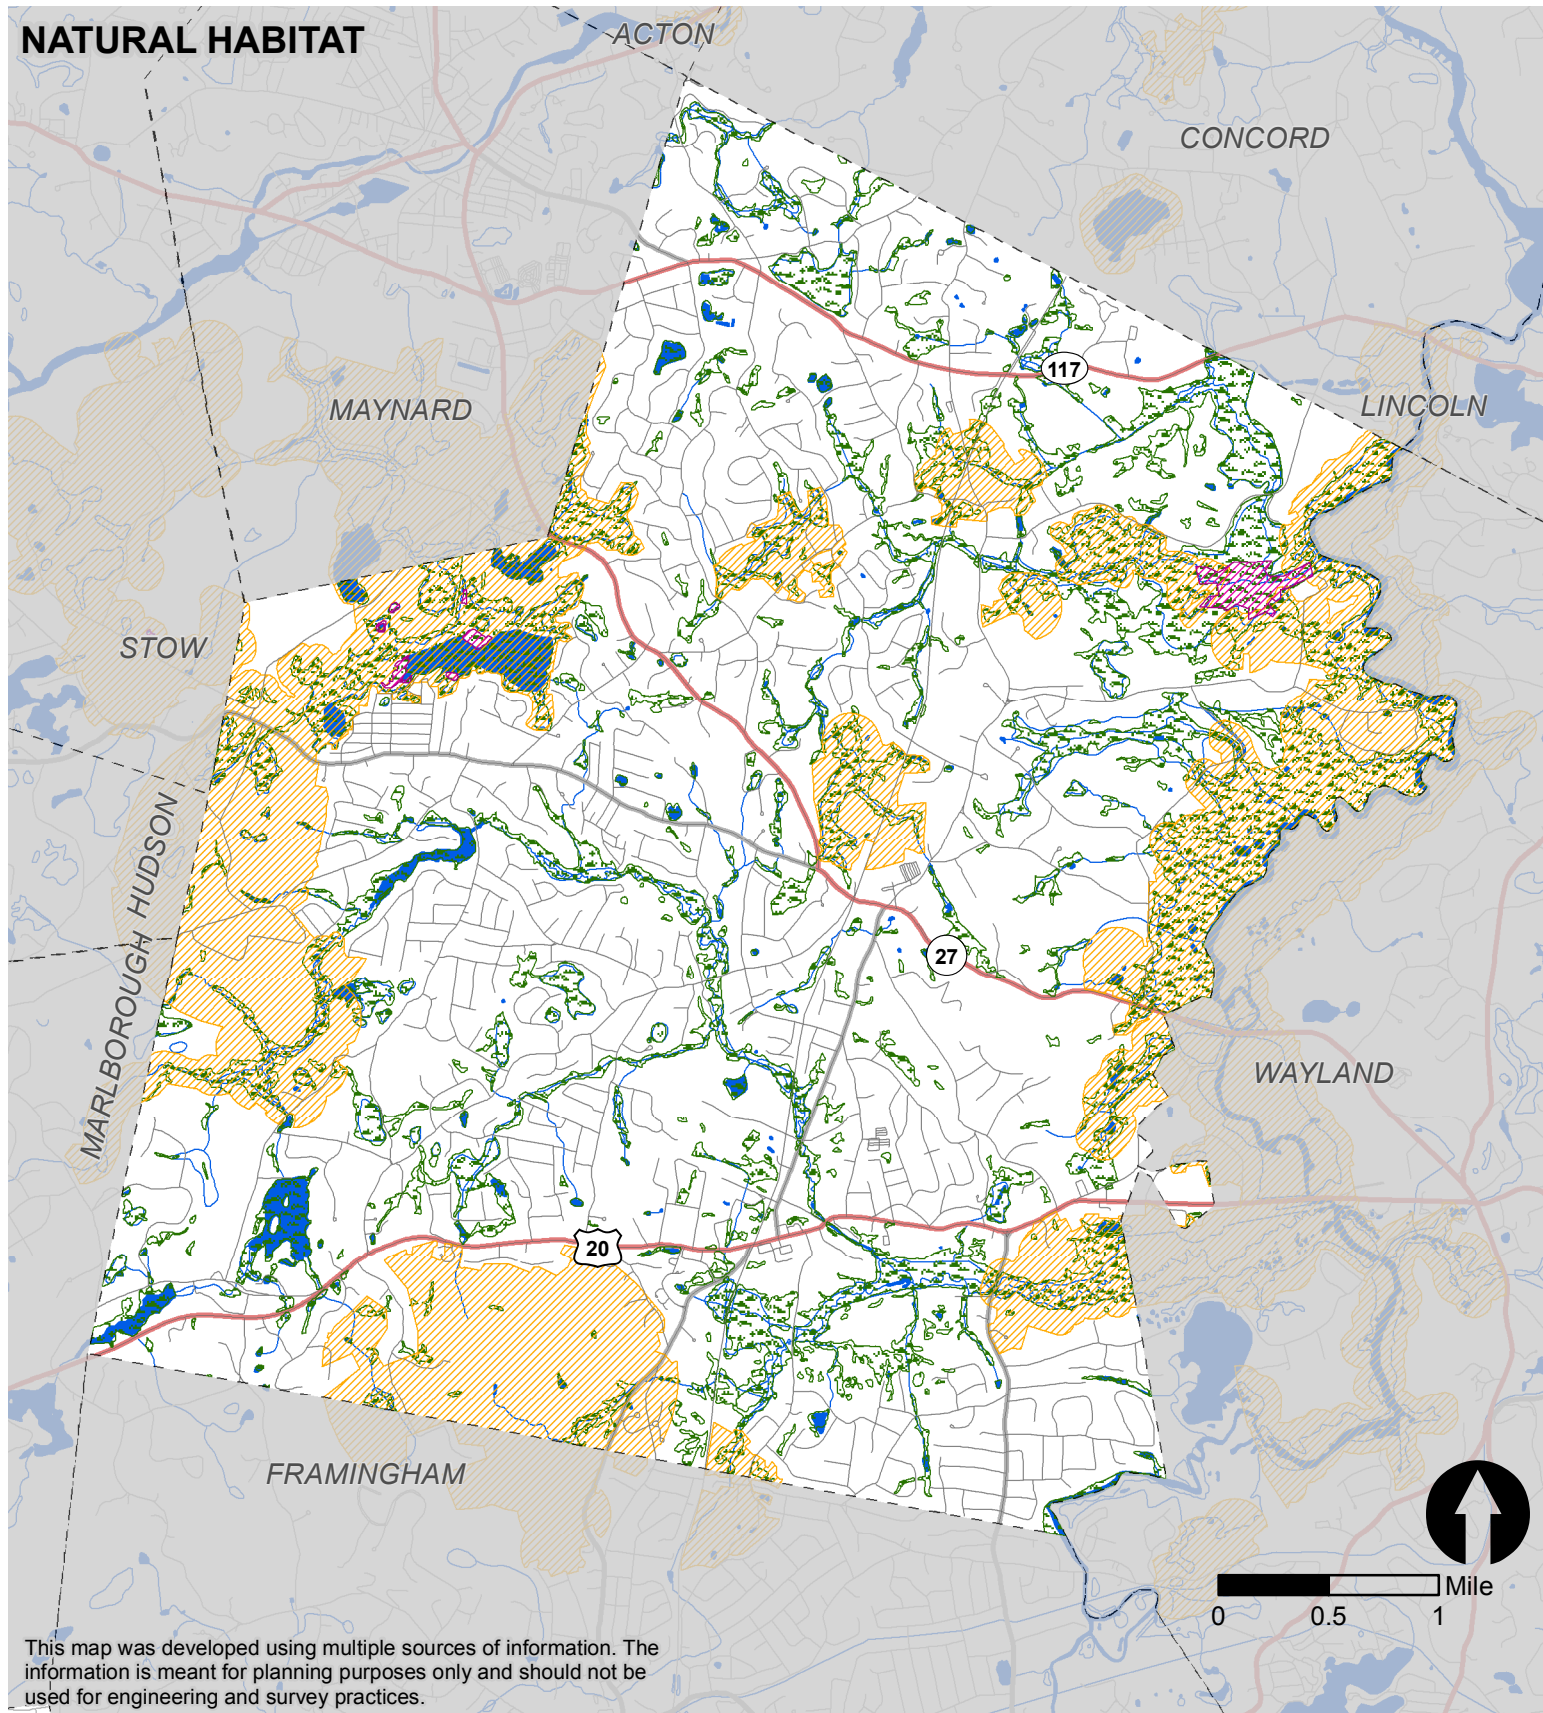 NATURAL HABITAT
ACTON
CONCORD
117
LINCOLN
MAYNARD
STOW
HUDSON
MARLBOROUGH
27
WAYLAND
20
FRAMINGHAM
Mile
0 0.5 1
This map was developed using multiple sources of information. The
information is meant for planning purposes only and should not be
used for engineering and survey practices.